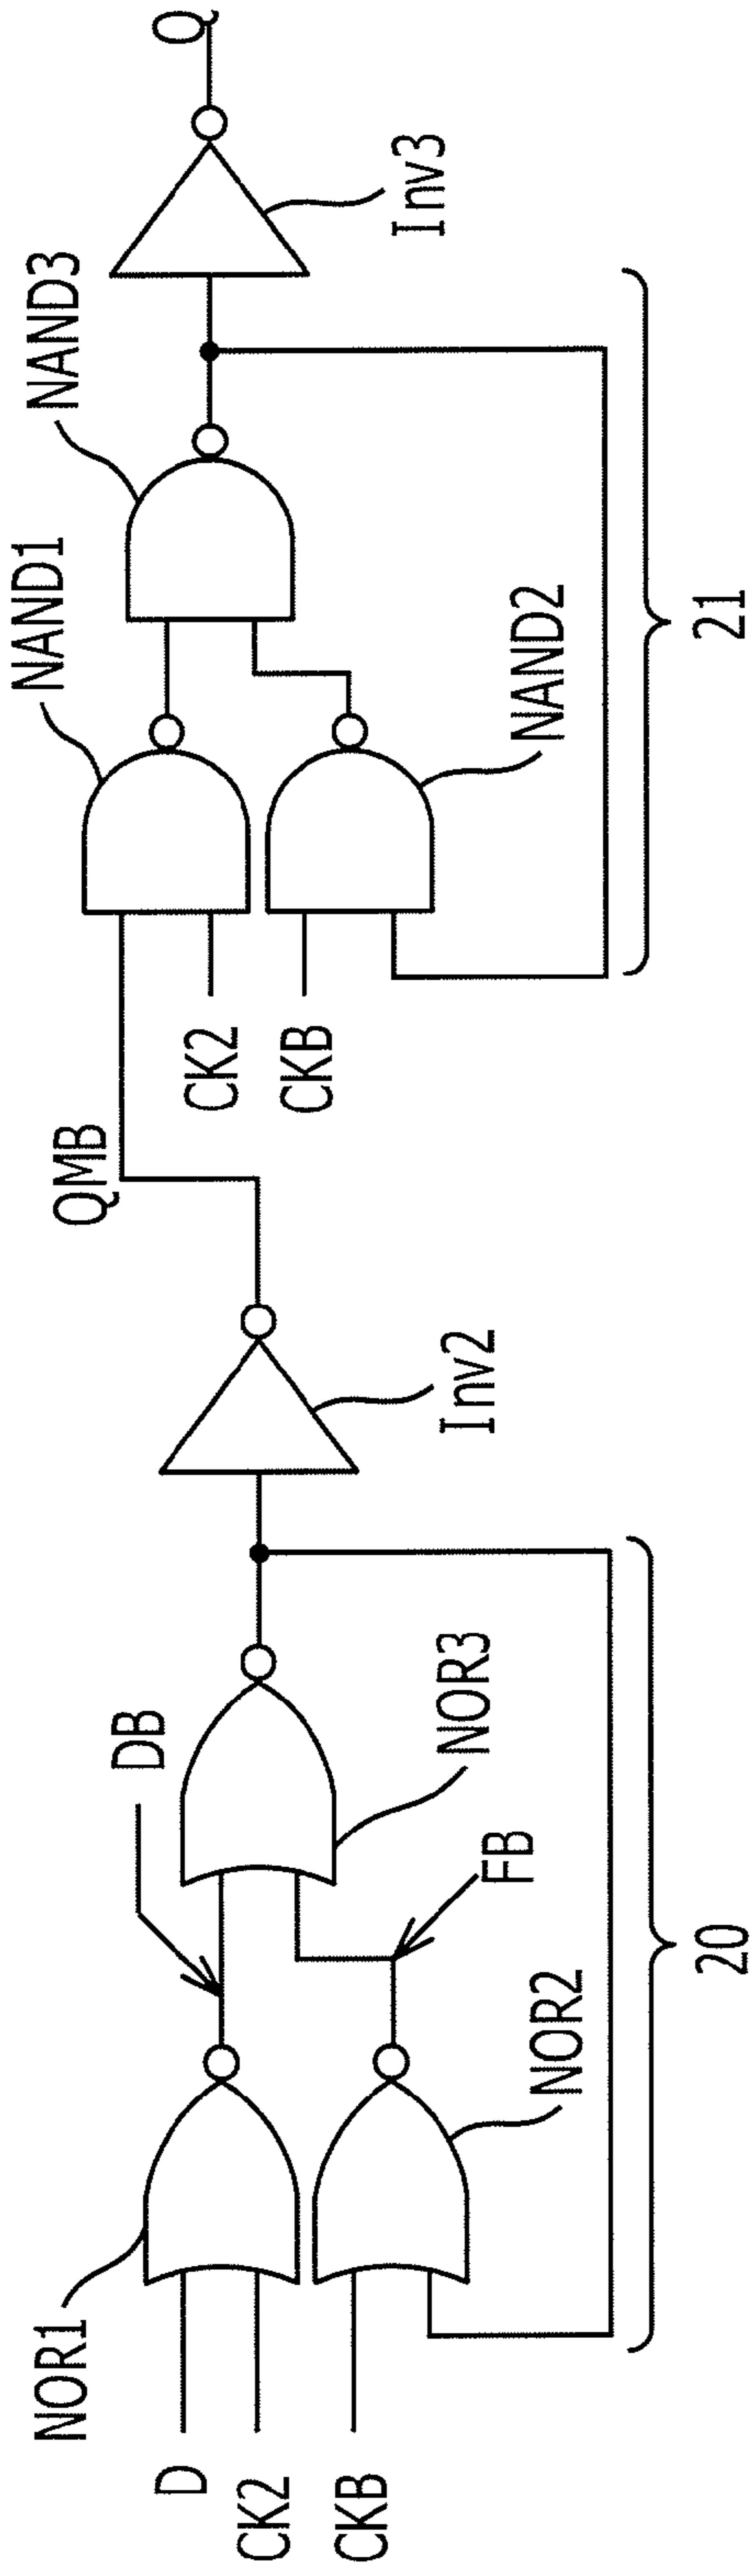 D
CK2
CKB
NOR1
NOR2
DB
FB
NOR3
20
Inv2
QMB
CK2
CKB
NAND1
NAND2
NAND3
21
Inv3
Q